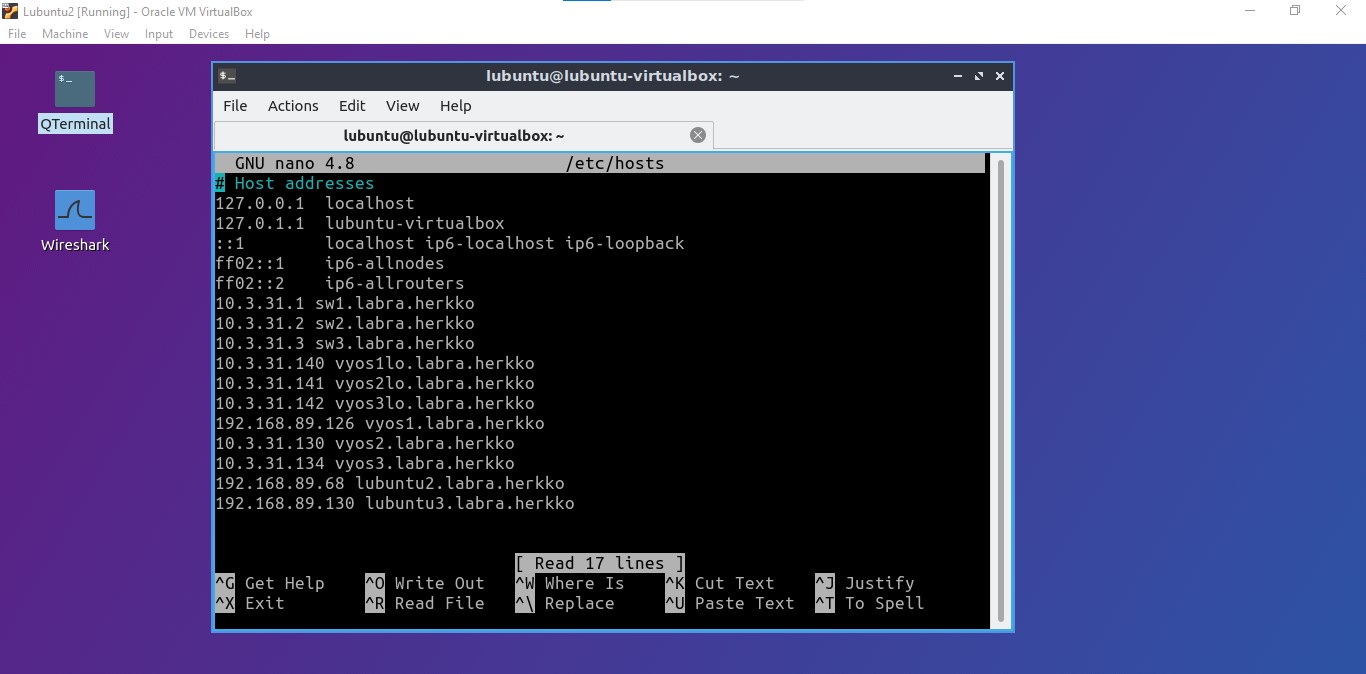 Lubuntu2 [Running] - Oracle VM VirtualBox
File Machine View Input Devices Help
$_
QTerminal
Wireshark
$_ lubuntu@lubuntu-virtualbox: ~
File Actions Edit View Help
lubuntu@lubuntu-virtualbox: ~
GNU nano 4.8 /etc/hosts
# Host addresses
127.0.0.1 localhost
127.0.1.1 lubuntu-virtualbox
::1 localhost ip6-localhost ip6-loopback
ff02::1 ip6-allnodes
ff02::2 ip6-allrouters
10.3.31.1 sw1.labra.herkko
10.3.31.2 sw2.labra.herkko
10.3.31.3 sw3.labra.herkko
10.3.31.140 vyos1lo.labra.herkko
10.3.31.141 vyos2lo.labra.herkko
10.3.31.142 vyos3lo.labra.herkko
192.168.89.126 vyos1.labra.herkko
10.3.31.130 vyos2.labra.herkko
10.3.31.134 vyos3.labra.herkko
192.168.89.68 lubuntu2.labra.herkko
192.168.89.130 lubuntu3.labra.herkko
[ Read 17 lines ]
^G Get Help ^O Write Out ^W Where Is ^K Cut Text ^J Justify
^X Exit ^R Read File ^\ Replace ^U Paste Text ^T To Spell